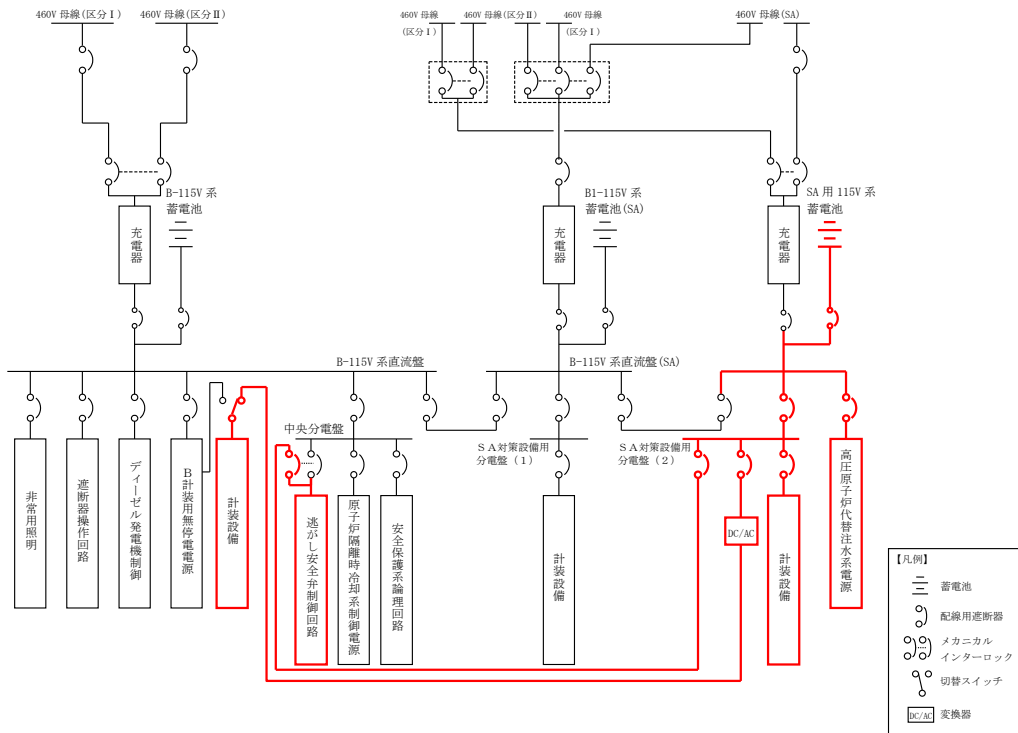 460V 母線(区分Ⅰ)
460V 母線(区分Ⅱ)
460V 母線
(区分Ⅰ)
460V 母線(区分Ⅱ)
460V 母線
(区分Ⅰ)
460V 母線(SA)
B-115V 系
蓄電池
充電器
B1-115V 系
蓄電池(SA)
充電器
SA 用 115V 系
蓄電池
充電器
B-115V 系直流盤
B-115V 系直流盤(SA)
中央分電盤
SA対策設備用
分電盤(1)
SA対策設備用
分電盤(2)
非常用照明
遮断器操作回路
ディーゼル発電機制御
B計装用無停電電源
計装設備
逃がし安全弁制御回路
原子炉隔離時冷却系制御電源
安全保護系論理回路
計装設備
DC/AC
計装設備
高圧原子炉代替注水系電源
【凡例】
蓄電池
配線用遮断器
メカニカル
インターロック
切替スイッチ
DC/AC
変換器